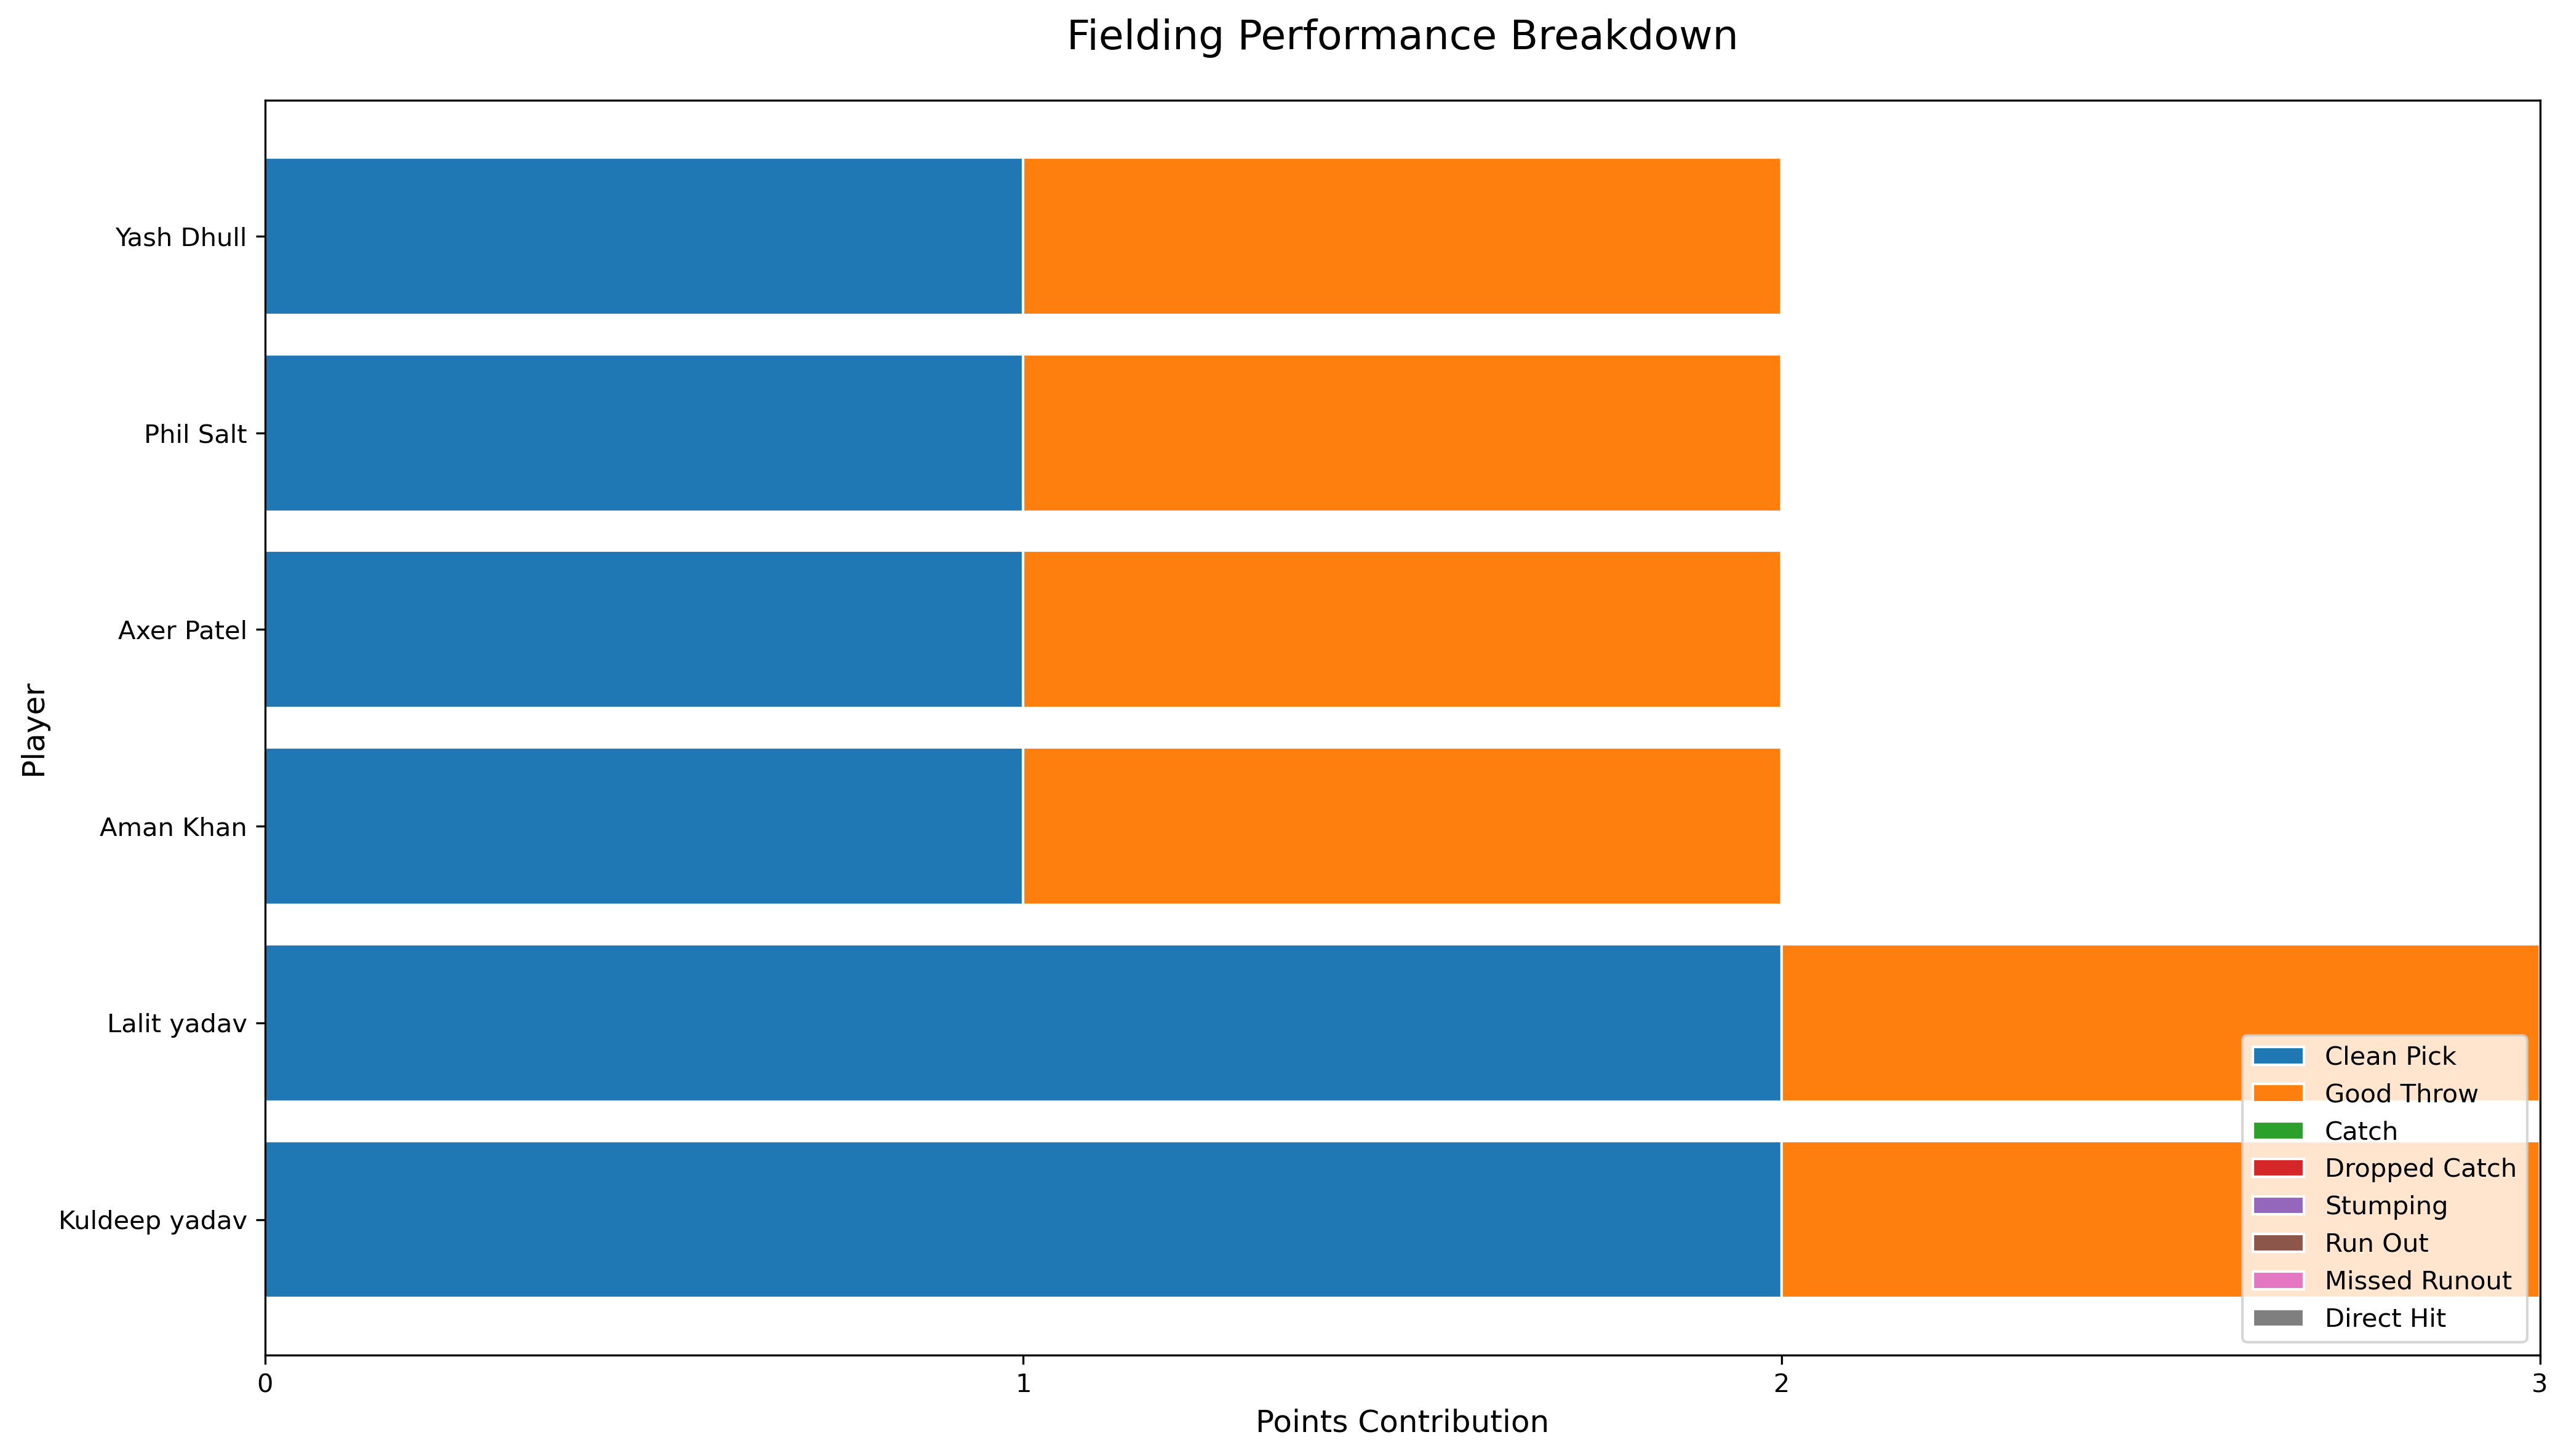 Fielding Performance Breakdown
Player
Yash Dhull
Phil Salt
Axer Patel
Aman Khan
Lalit yadav
Kuldeep yadav
Clean Pick
Good Throw
Catch
Dropped Catch
Stumping
Run Out
Missed Runout
Direct Hit
0 1 2 3
Points Contribution